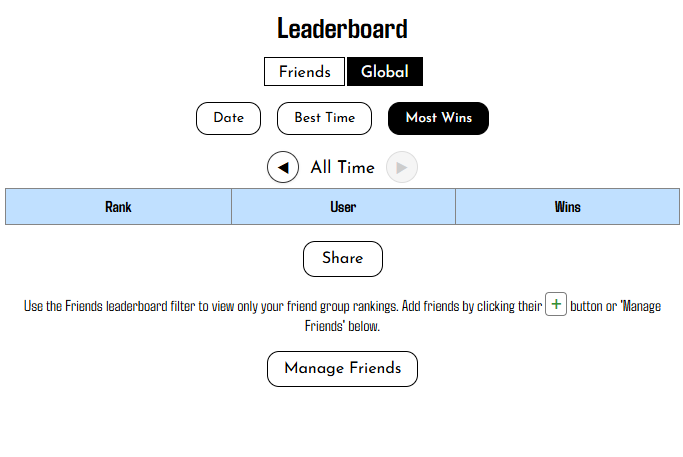 Leaderboard
Friends Global
Date Best Time Most Wins
◀ All Time ▶
Rank User Wins
Share
Use the Friends leaderboard filter to view only your friend group rankings. Add friends by clicking their + button or 'Manage
Friends' below.
Manage Friends